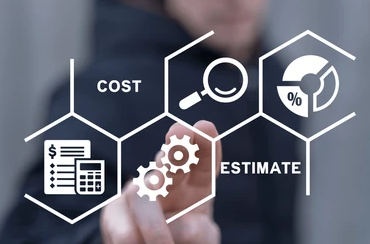 COST
%
$
ESTIMATE